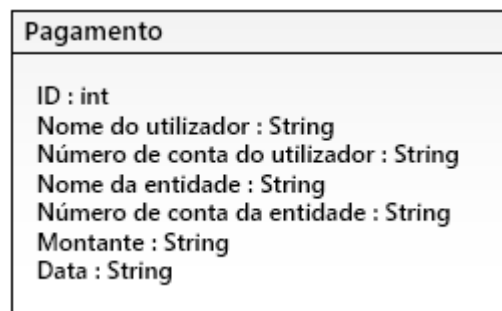 Pagamento
ID : int
Nome do utilizador : String
Número de conta do utilizador : String
Nome da entidade : String
Número de conta da entidade : String
Montante : String
Data : String